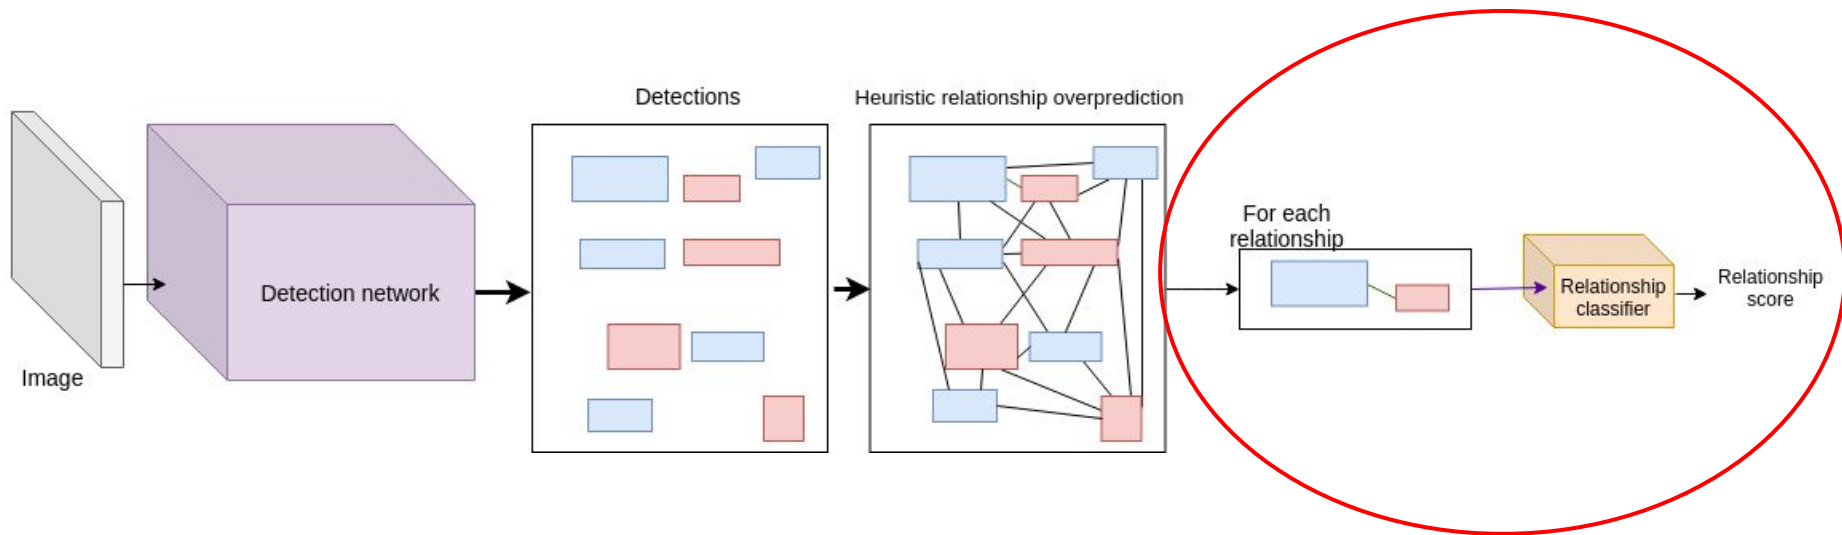 Image
Detection network
Detections
Heuristic relationship overprediction
For each
relationship
Relationship
classifier
Relationship
score